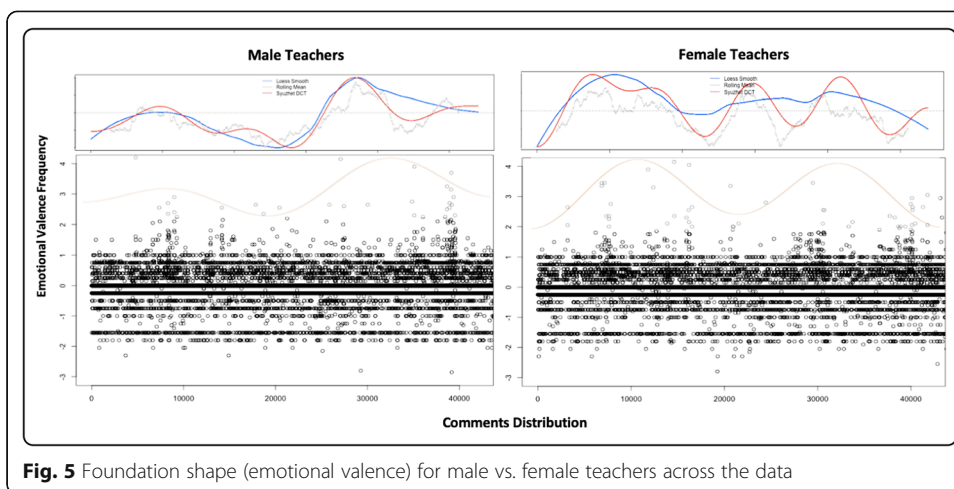 Male Teachers
Loess Smooth
Rolling Mean
Syuzhet DCT
Female Teachers
Loess Smooth
Rolling Mean
Syuzhet DCT
Emotional Valence Frequency
4
3
2
1
0
-1
-2
-3
0 10000 20000 30000 40000
4
3
2
1
0
-1
-2
-3
0 10000 20000 30000 40000
Comments Distribution
Fig. 5 Foundation shape (emotional valence) for male vs. female teachers across the data